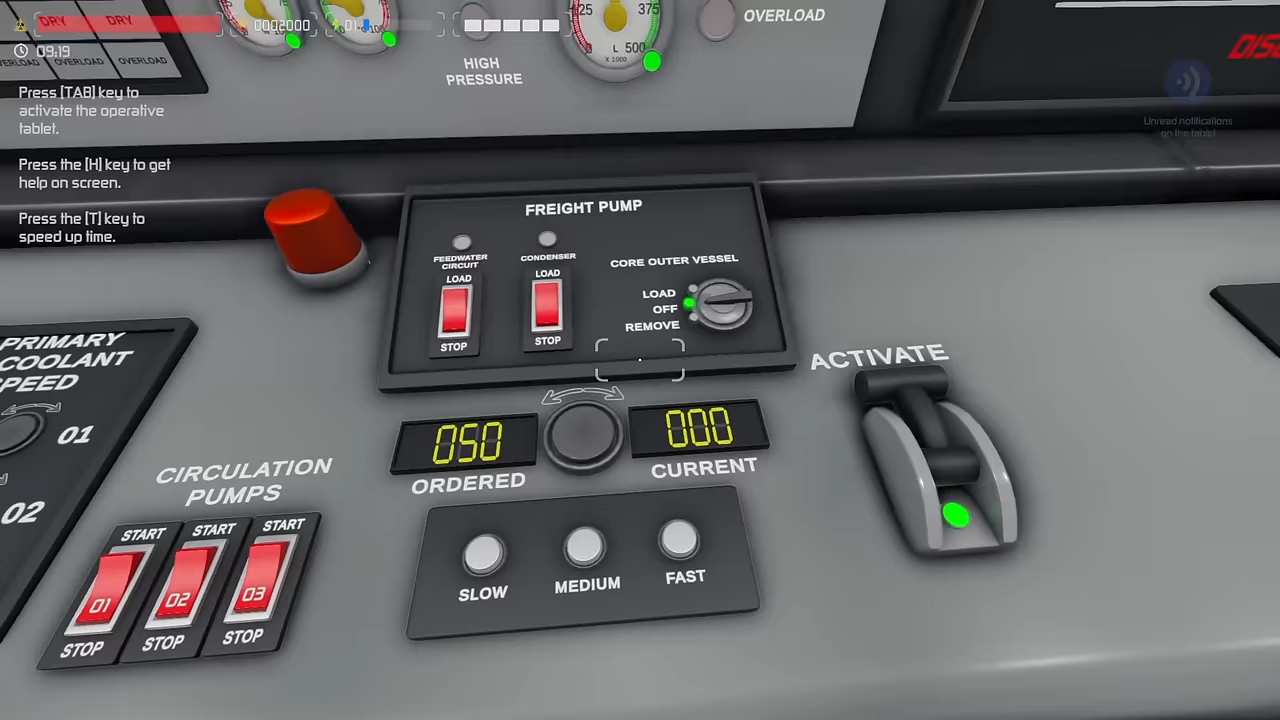 DRY DRY
OVERLOAD OVERLOAD OVERLOAD
0002000
01
09:19
Press [TAB] key to
activate the operative
tablet.
Press the [H] key to get
help on screen.
Press the [T] key to
speed up time.
HIGH
PRESSURE
125 375
L 500
X 1000
OVERLOAD
Unread notifications
on the tablet
FREIGHT PUMP
FEEDWATER
CIRCUIT
LOAD
STOP
CONDENSER
LOAD
STOP
CORE OUTER VESSEL
LOAD
OFF
REMOVE
PRIMARY
COOLANT
SPEED
01
02
CIRCULATION
PUMPS
START START START
01 02 03
STOP STOP STOP
050
ORDERED
000
CURRENT
SLOW MEDIUM FAST
ACTIVATE